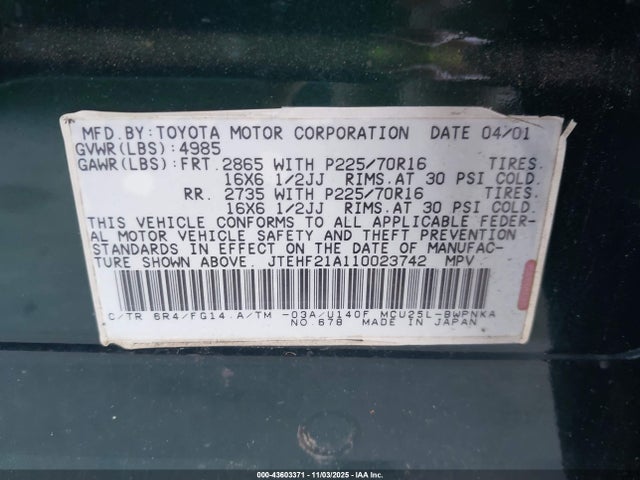 MFD.BY:TOYOTA MOTOR CORPORATION DATE 04/01
GVWR(LBS):4985
GAWR(LBS):FRT. 2865 WITH P225/70R16 TIRES.
16X6 1/2JJ RIMS.AT 30 PSI COLD.
RR. 2735 WITH P225/70R16 TIRES.
16X6 1/2JJ RIMS.AT 30 PSI COLD.
THIS VEHICLE CONFORMS TO ALL APPLICABLE FEDER-
AL MOTOR VEHICLE SAFETY AND THEFT PREVENTION
STANDARDS IN EFFECT ON THE DATE OF MANUFAC-
TURE SHOWN ABOVE. JTEHF21A110023742 MPV
C/TR 6R4/FG14.A/TM -03A/U140F MCU25L-BWPNKA
NO.678 MADE IN JAPAN
000-43603371 - 11/03/2025 - IAA Inc.